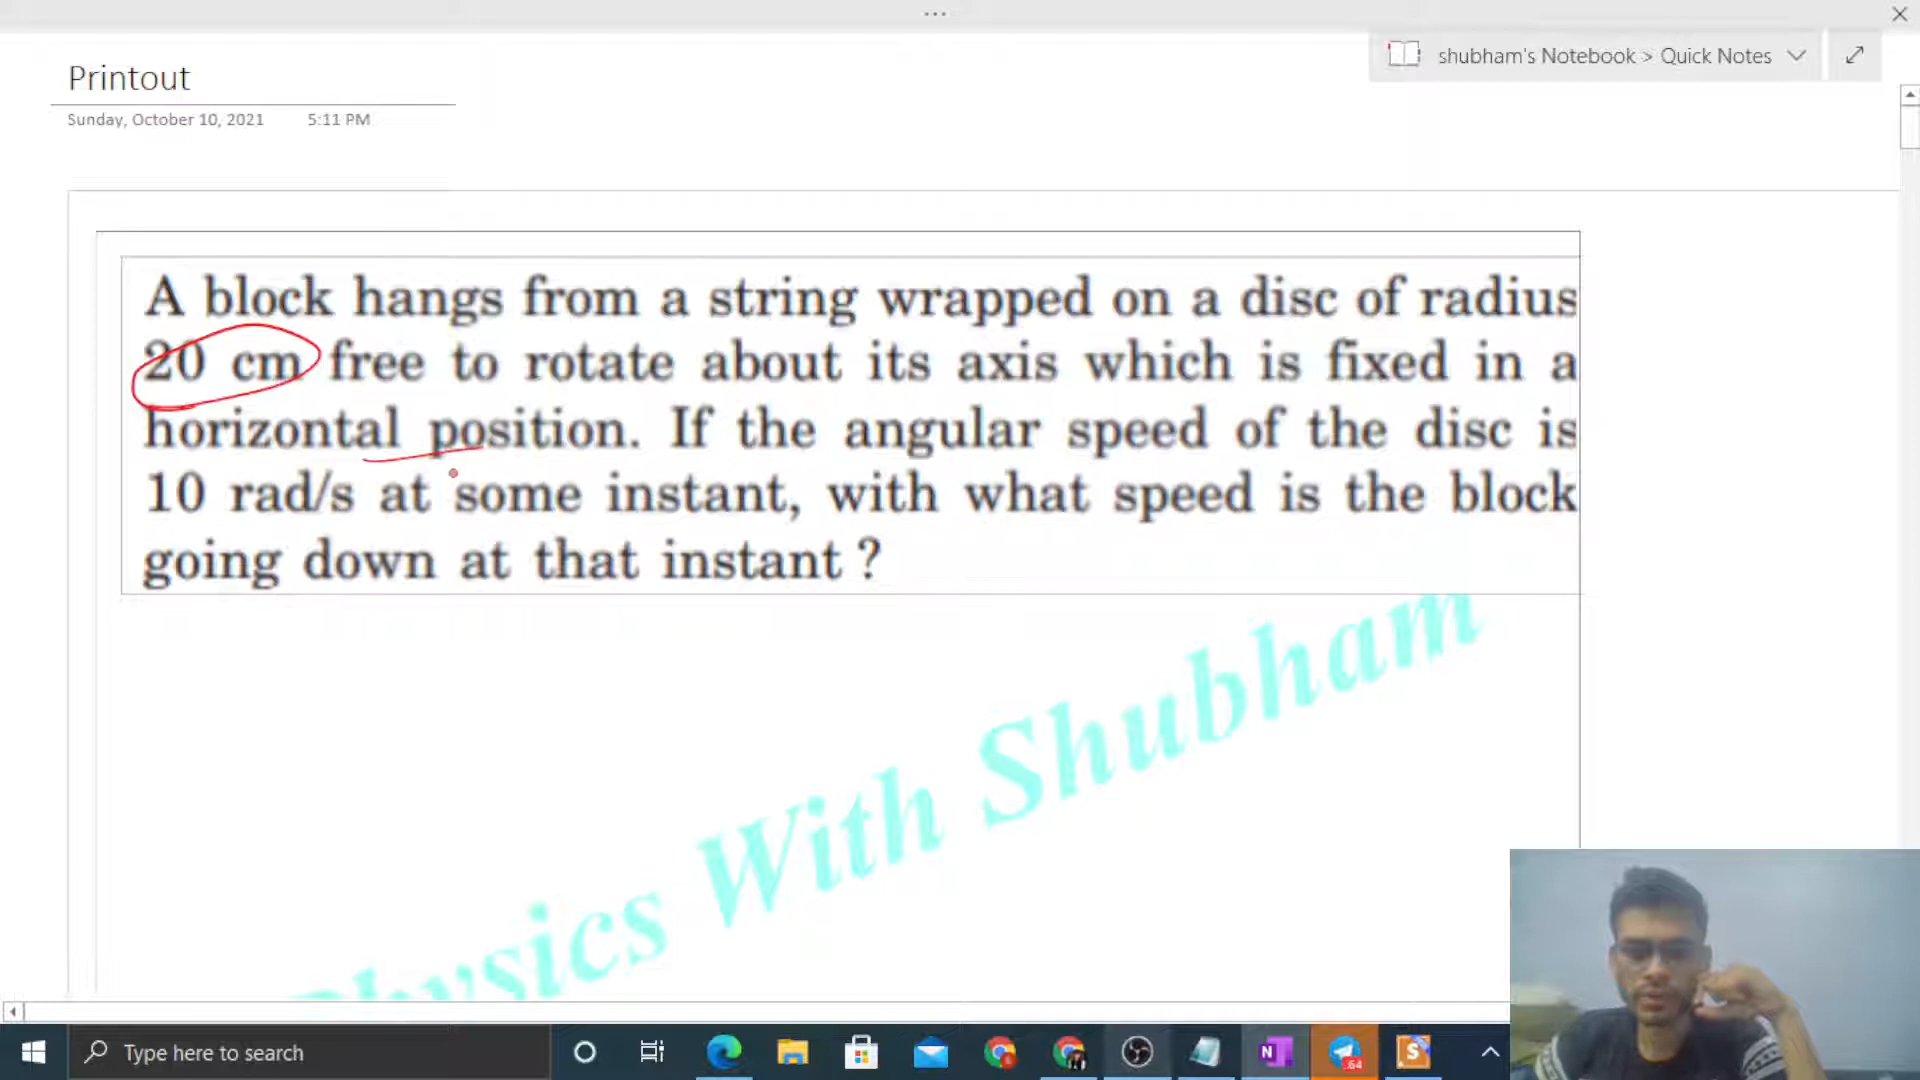 Printout
Sunday, October 10, 2021 5:11 PM
shubham's Notebook > Quick Notes
A block hangs from a string wrapped on a disc of radius
20 cm free to rotate about its axis which is fixed in a
horizontal position. If the angular speed of the disc is
10 rad/s at some instant, with what speed is the block
going down at that instant ?
Physics With Shubham
Type here to search
64